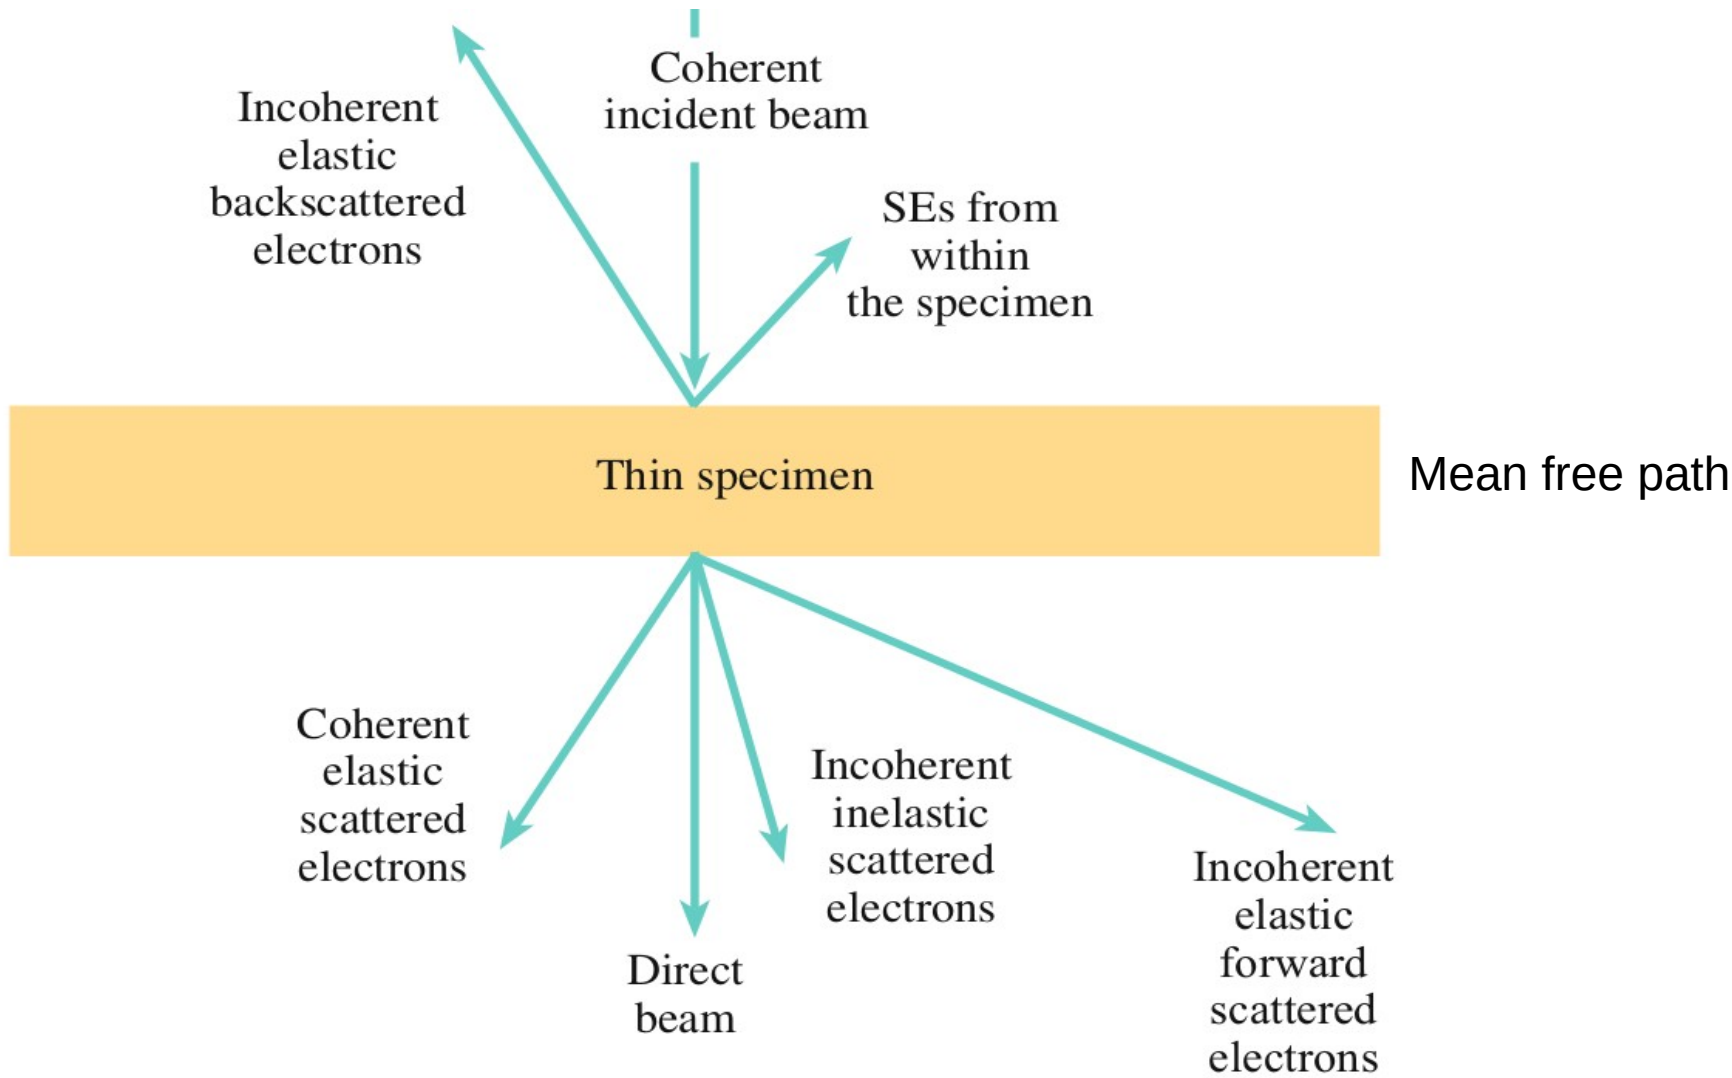 Coherent
incident beam
Incoherent
elastic
backscattered
electrons
SEs from
within
the specimen
Thin specimen
Mean free path
Coherent
elastic
scattered
electrons
Direct
beam
Incoherent
inelastic
scattered
electrons
Incoherent
elastic
forward
scattered
electrons